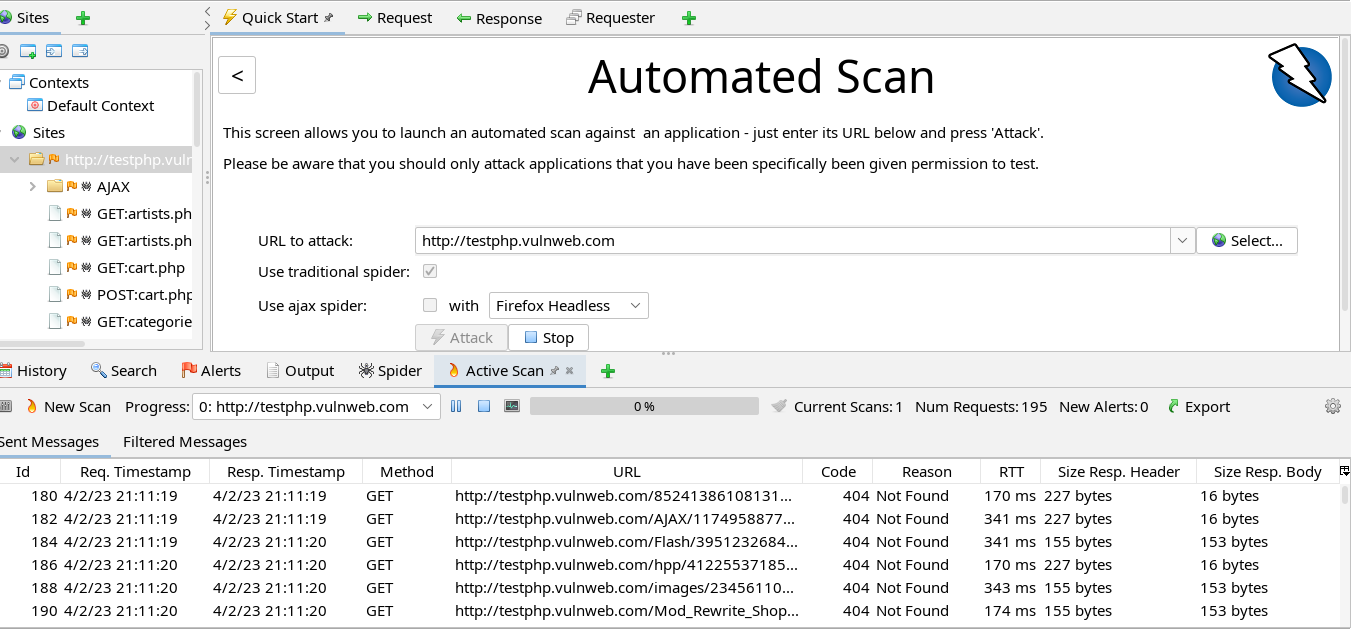 Sites
Quick Start
Request
Response
Requester
<
Automated Scan
Contexts
Default Context
Sites
http://testphp.vuln
AJAX
GET:artists.ph
GET:artists.ph
GET:cart.php
POST:cart.php
GET:categorie
This screen allows you to launch an automated scan against  an application - just enter its URL below and press 'Attack'.
Please be aware that you should only attack applications that you have been specifically been given permission to test.
URL to attack: http://testphp.vulnweb.com Select...
Use traditional spider:
Use ajax spider: with Firefox Headless
Attack Stop
History Search Alerts Output Spider Active Scan
New Scan Progress: 0: http://testphp.vulnweb.com 0 % Current Scans: 1 Num Requests: 195 New Alerts: 0 Export
Sent Messages Filtered Messages
Id Req. Timestamp Resp. Timestamp Method URL Code Reason RTT Size Resp. Header Size Resp. Body
180 4/2/23 21:11:19 4/2/23 21:11:19 GET http://testphp.vulnweb.com/85241386108131... 404 Not Found 170 ms 227 bytes 16 bytes
182 4/2/23 21:11:19 4/2/23 21:11:19 GET http://testphp.vulnweb.com/AJAX/1174958877... 404 Not Found 341 ms 227 bytes 16 bytes
184 4/2/23 21:11:19 4/2/23 21:11:20 GET http://testphp.vulnweb.com/Flash/3951232684... 404 Not Found 341 ms 155 bytes 153 bytes
186 4/2/23 21:11:20 4/2/23 21:11:20 GET http://testphp.vulnweb.com/hpp/41225537185... 404 Not Found 170 ms 227 bytes 16 bytes
188 4/2/23 21:11:20 4/2/23 21:11:20 GET http://testphp.vulnweb.com/images/23456110... 404 Not Found 343 ms 155 bytes 153 bytes
190 4/2/23 21:11:20 4/2/23 21:11:20 GET http://testphp.vulnweb.com/Mod_Rewrite_Shop... 404 Not Found 174 ms 155 bytes 153 bytes